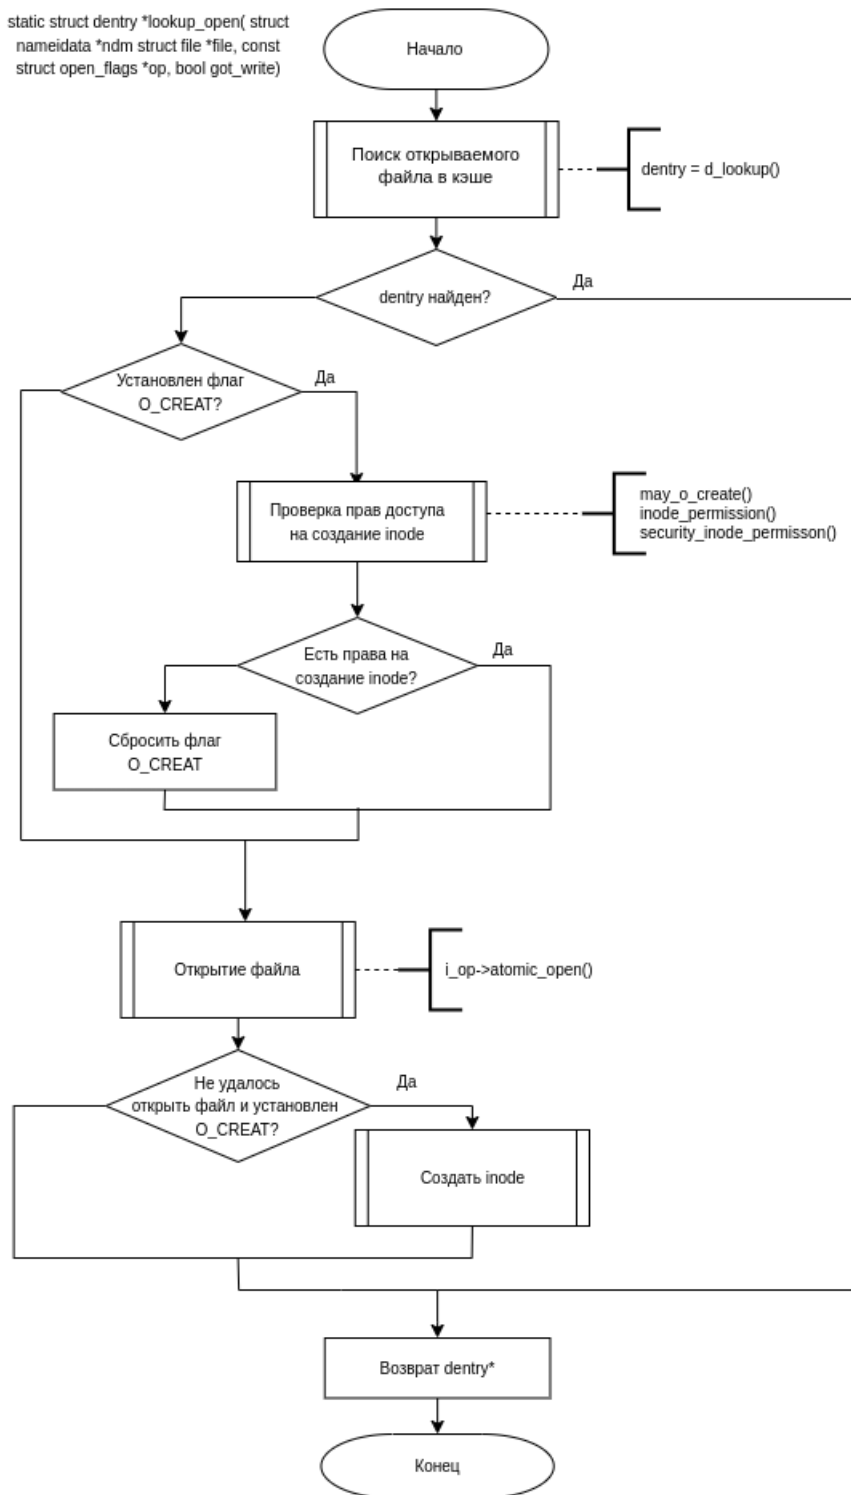 static struct dentry *lookup_open( struct
nameidata *ndm struct file *file, const
struct open_flags *op, bool got_write)
Начало
Поиск открываемого
файла в кэше
dentry = d_lookup()
dentry найден?
Да
Установлен флаг
O_CREAT?
Да
Проверка прав доступа
на создание inode
may_o_create()
inode_permission()
security_inode_permisson()
Есть права на
создание inode?
Да
Сбросить флаг
O_CREAT
Открытие файла
i_op->atomic_open()
Не удалось
открыть файл и установлен
O_CREAT?
Да
Создать inode
Возврат dentry*
Конец